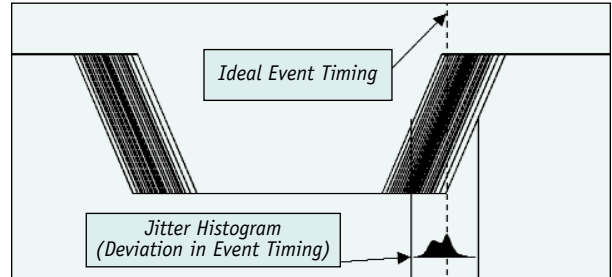 Ideal Event Timing
Jitter Histogram
(Deviation in Event Timing)